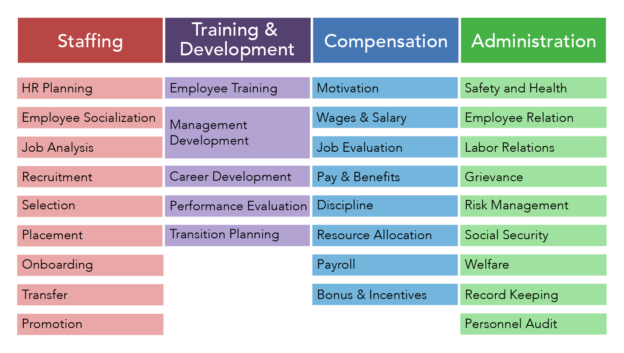 Staffing
Training &
Development
Compensation
Administration
HR Planning
Employee Socialization
Job Analysis
Recruitment
Selection
Placement
Onboarding
Transfer
Promotion
Employee Training
Management
Development
Career Development
Performance Evaluation
Transition Planning
Motivation
Wages & Salary
Job Evaluation
Pay & Benefits
Discipline
Resource Allocation
Payroll
Bonus & Incentives
Safety and Health
Employee Relation
Labor Relations
Grievance
Risk Management
Social Security
Welfare
Record Keeping
Personnel Audit